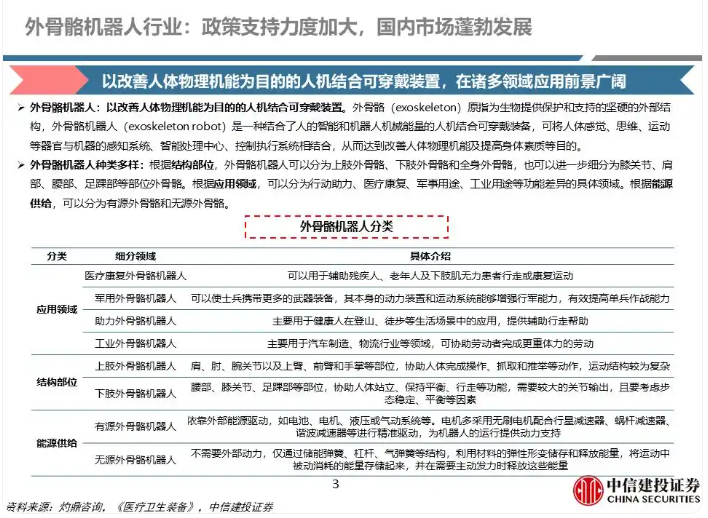 外骨骼机器人行业：政策支持力度加大，国内市场蓬勃发展
以改善人体物理机能为目的的人机结合可穿戴装置，在诸多领域应用前景广阔
➢ 外骨骼机器人：以改善人体物理机能为目的的人机结合可穿戴装置。外骨骼（exoskeleton）原指为生物提供保护和支持的坚硬的外部结
构，外骨骼机器人（exoskeleton robot）是一种结合了人的智能和机器人机械能量的人机结合可穿戴装备，可将人体感觉、思维、运动
等器官与机器的感知系统、智能处理中心、控制执行系统相结合，从而达到改善人体物理机能及提高身体素质等目的。
➢ 外骨骼机器人种类多样：根据结构部位，外骨骼机器人可以分为上肢外骨骼、下肢外骨骼和全身外骨骼，也可以进一步细分为膝关节、肩
部、腰部、足踝部等部位外骨骼。根据应用领域，可以分为行动助力、医疗康复、军事用途、工业用途等功能差异的具体领域。根据能源
供给，可以分为有源外骨骼和无源外骨骼。
外骨骼机器人分类
分类 细分领域 具体介绍
应用领域
医疗康复外骨骼机器人 可以用于辅助残疾人、老年人及下肢肌无力患者行走或康复运动
军用外骨骼机器人 可以使士兵携带更多的武器装备，其本身的动力装置和运动系统能够增强行军能力，有效提高单兵作战能力
助力外骨骼机器人 主要用于健康人在登山、徒步等生活场景中的应用，提供辅助行走帮助
工业外骨骼机器人 主要用于汽车制造、物流行业等领域，可协助劳动者完成更重体力的劳动
结构部位
上肢外骨骼机器人 肩、肘、腕关节以及上臂、前臂和手掌等部位，协助人体完成操作、抓取和推举等动作，运动结构较为复杂
下肢外骨骼机器人 腰部、膝关节、足踝部等部位，协助人体站立、保持平衡、行走等功能，需要较大的关节输出，且要考虑步
态稳定、平衡等因素
能源供给
有源外骨骼机器人 依靠外部能源驱动，如电池、电机、液压或气动系统等。电机多采用无刷电机配合行星减速器、蜗杆减速器、
谐波减速器等进行精准驱动，为机器人的运行提供动力支持
无源外骨骼机器人 不需要外部动力，仅通过储能弹簧、杠杆、气弹簧等结构，利用材料的弹性形变储存和释放能量，将运动中
被动消耗的能量存储起来，并在需要主动发力时释放这些能量
3
中信建投证券
CHINA SECURITIES
资料来源：灼鼎咨询，《医疗卫生装备》，中信建投证券